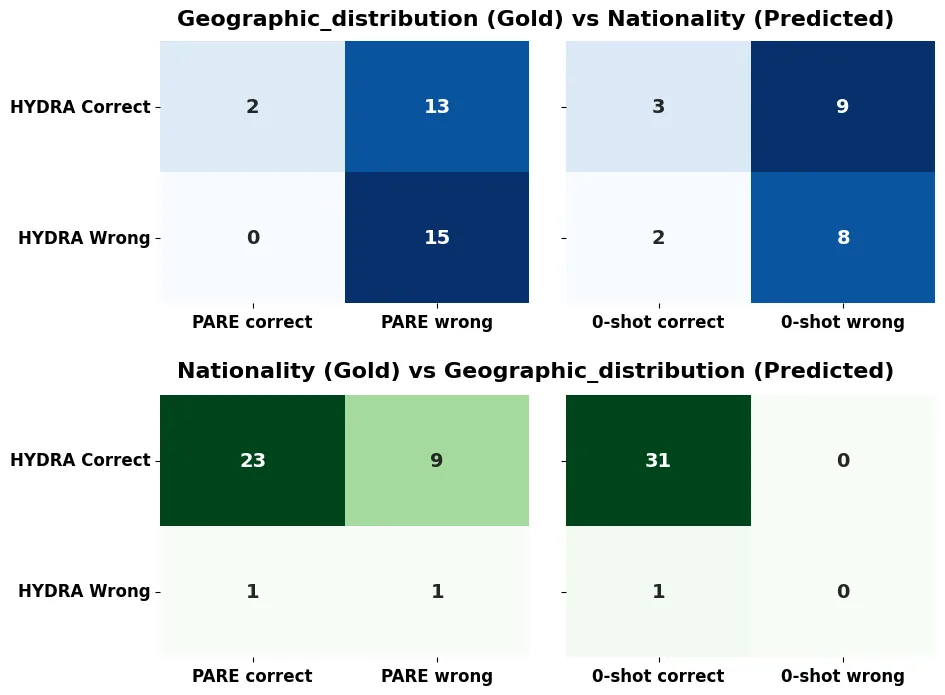 Geographic_distribution (Gold) vs Nationality (Predicted)
HYDRA Correct 2 13 3 9
HYDRA Wrong 0 15 2 8
PARE correct PARE wrong 0-shot correct 0-shot wrong
Nationality (Gold) vs Geographic_distribution (Predicted)
HYDRA Correct 23 9 31 0
HYDRA Wrong 1 1 1 0
PARE correct PARE wrong 0-shot correct 0-shot wrong